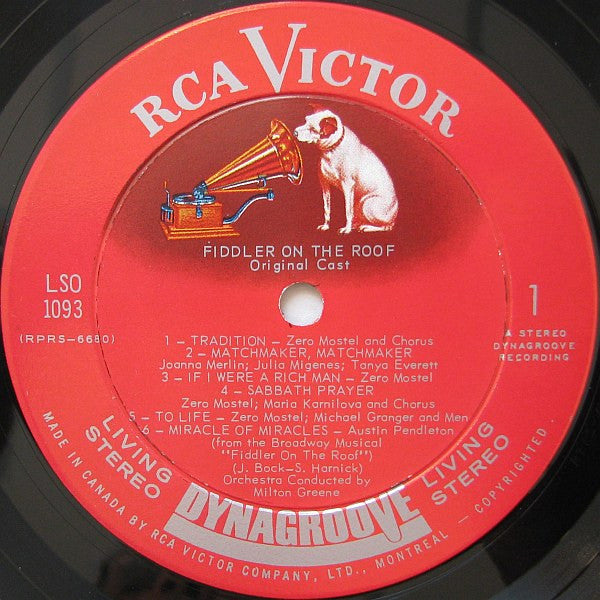 RCA VICTOR
FIDDLER ON THE ROOF
Original Cast
LSO
1093
(RPRS-6680)
1
A STEREO
DYNAGROOVE
RECORDING
1 – TRADITION – Zero Mostel and Chorus
2 – MATCHMAKER, MATCHMAKER
Joanna Merlin; Julia Migenes; Tanya Everett
3 – IF I WERE A RICH MAN – Zero Mostel
4 – SABBATH PRAYER
Zero Mostel; Maria Karnilova and Chorus
5 – TO LIFE – Zero Mostel; Michael Granger and Men
6 – MIRACLE OF MIRACLES – Austin Pendleton
(from the Broadway Musical
"Fiddler On The Roof")
(J. Bock–S. Harnick)
Orchestra Conducted by
Milton Greene
LIVING
STEREO
DYNAGROOVE
LIVING
STEREO
MADE IN CANADA BY RCA VICTOR COMPANY, LTD., MONTREAL – COPYRIGHTED